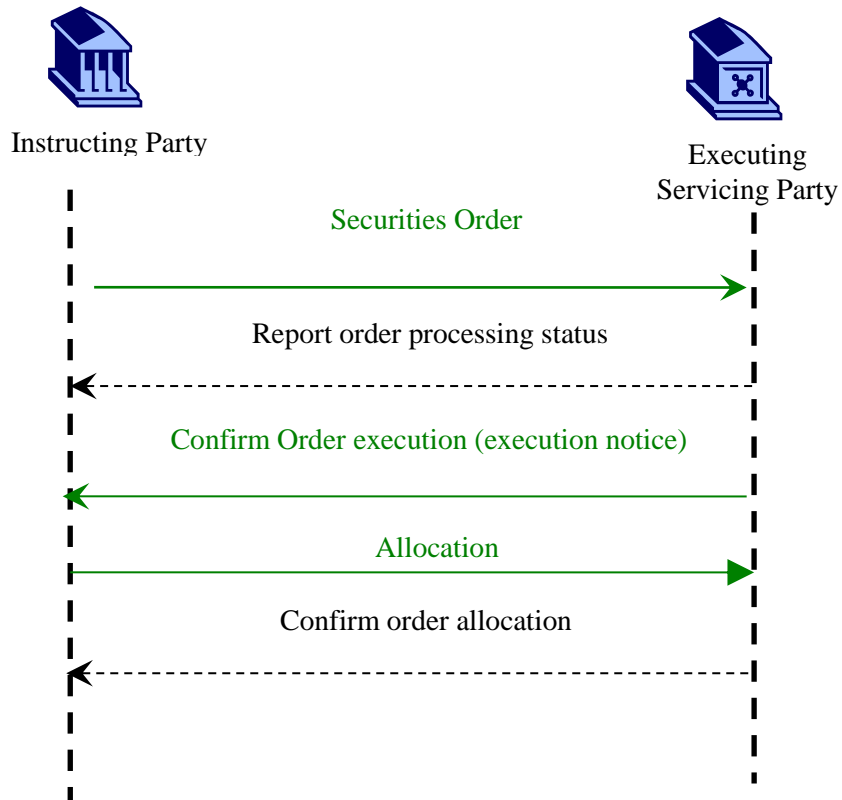 Instructing Party
Executing
Servicing Party
Securities Order
Report order processing status
Confirm Order execution (execution notice)
Allocation
Confirm order allocation